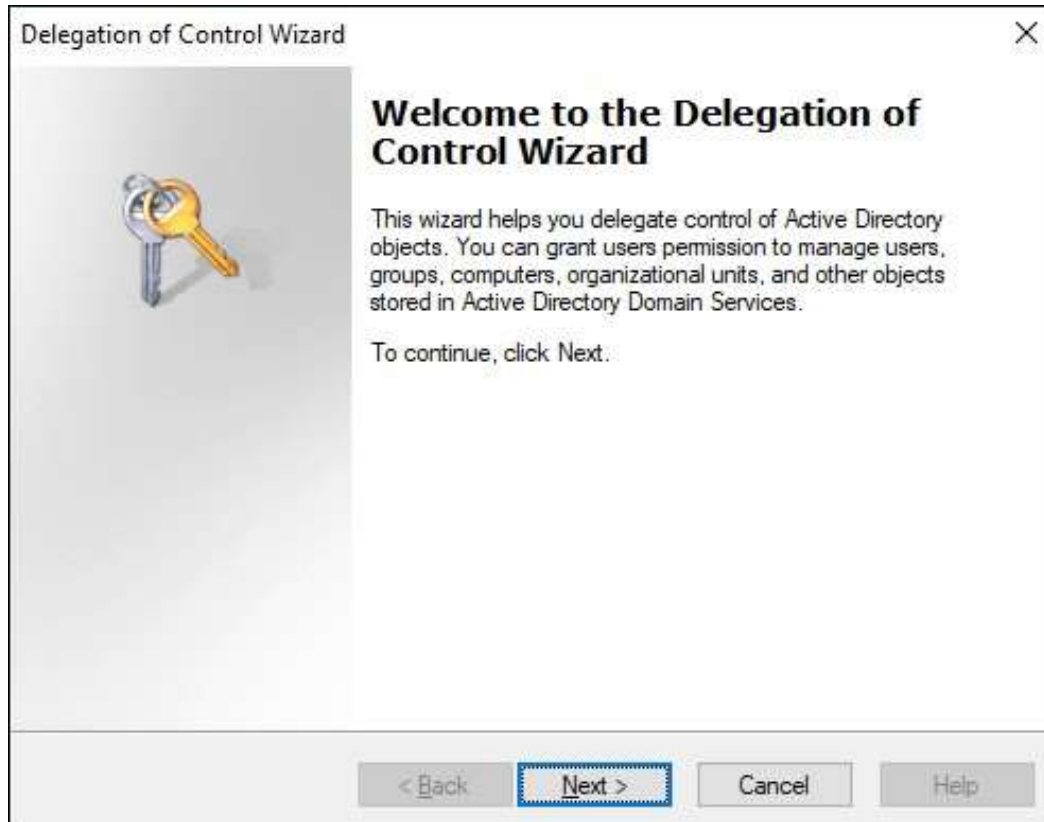 Delegation of Control Wizard
Welcome to the Delegation of
Control Wizard
This wizard helps you delegate control of Active Directory
objects. You can grant users permission to manage users,
groups, computers, organizational units, and other objects
stored in Active Directory Domain Services.
To continue, click Next.
< Back Next > Cancel Help